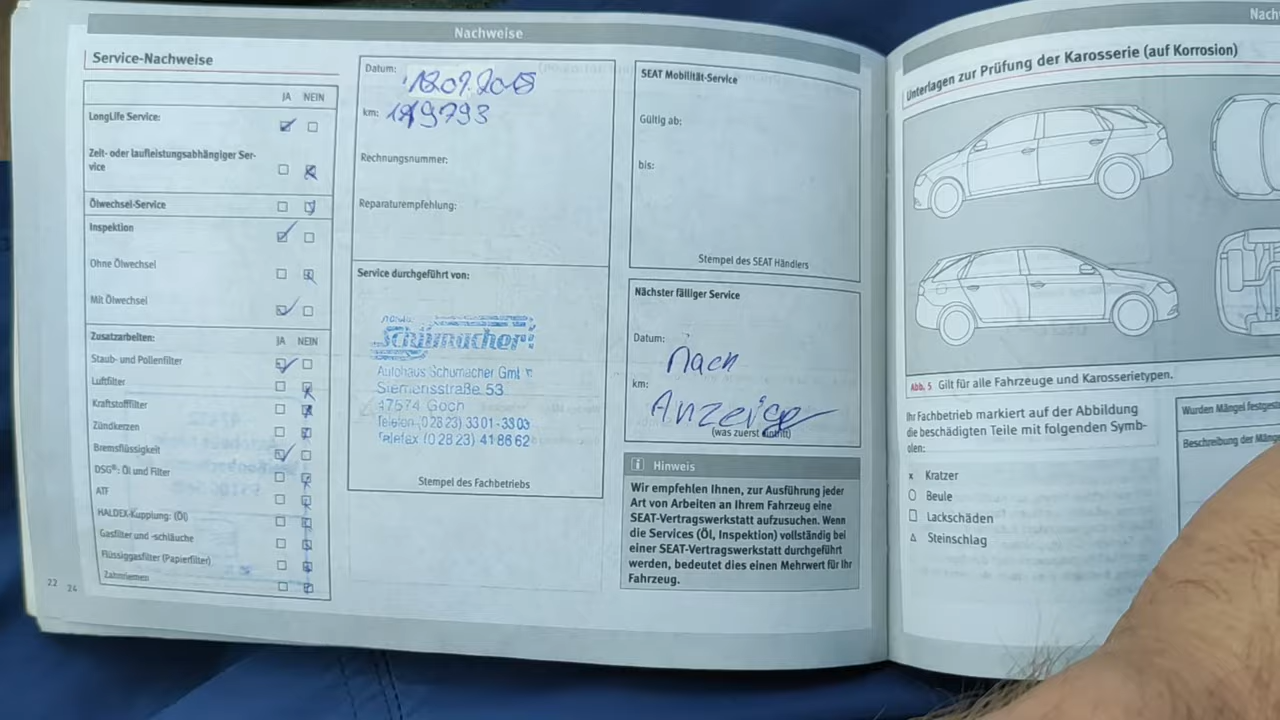 Nachweise
Service-Nachweise
JA NEIN
LongLife Service:
Zeit- oder laufleistungsabhängiger Ser-
vice
Ölwechsel-Service
Inspektion
Ohne Ölwechsel
Mit Ölwechsel
Zusatzarbeiten: JA NEIN
Staub- und Pollenfilter
Luftfilter
Kraftstofffilter
Zündkerzen
Bremsflüssigkeit
DSG®: Öl und Filter
ATF
HALDEX-Kupplung: (Öl)
Gasfilter und -schläuche
Flüssiggasfilter (Papierfilter)
Zahnriemen
22 24
Datum:
km:
Rechnungsnummer:
Reparaturempfehlung:
Service durchgeführt von:
Schumacher
Autohaus Schumacher GmbH
Siemensstraße 53
47574 Goch
Telefon (0 28 23) 33 01 - 33 03
Telefax (0 28 23) 4 18 66 62
Stempel des Fachbetriebs
SEAT Mobilität-Service
Gültig ab:
bis:
Stempel des SEAT Händlers
Nächster fälliger Service
Datum: Nach
km: Anzeige
(was zuerst eintritt)
Hinweis
Wir empfehlen Ihnen, zur Ausführung jeder
Art von Arbeiten an Ihrem Fahrzeug eine
SEAT-Vertragswerkstatt aufzusuchen. Wenn
die Services (Öl, Inspektion) vollständig bei
einer SEAT-Vertragswerkstatt durchgeführt
werden, bedeutet dies einen Mehrwert für Ihr
Fahrzeug.
Unterlagen zur Prüfung der Karosserie (auf Korrosion)
Abb. 5 Gilt für alle Fahrzeuge und Karosserietypen.
Ihr Fachbetrieb markiert auf der Abbildung
die beschädigten Teile mit folgenden Symb-
olen:
x Kratzer
○ Beule
□ Lackschäden
△ Steinschlag
Wurden Mängel
Beschreibung der